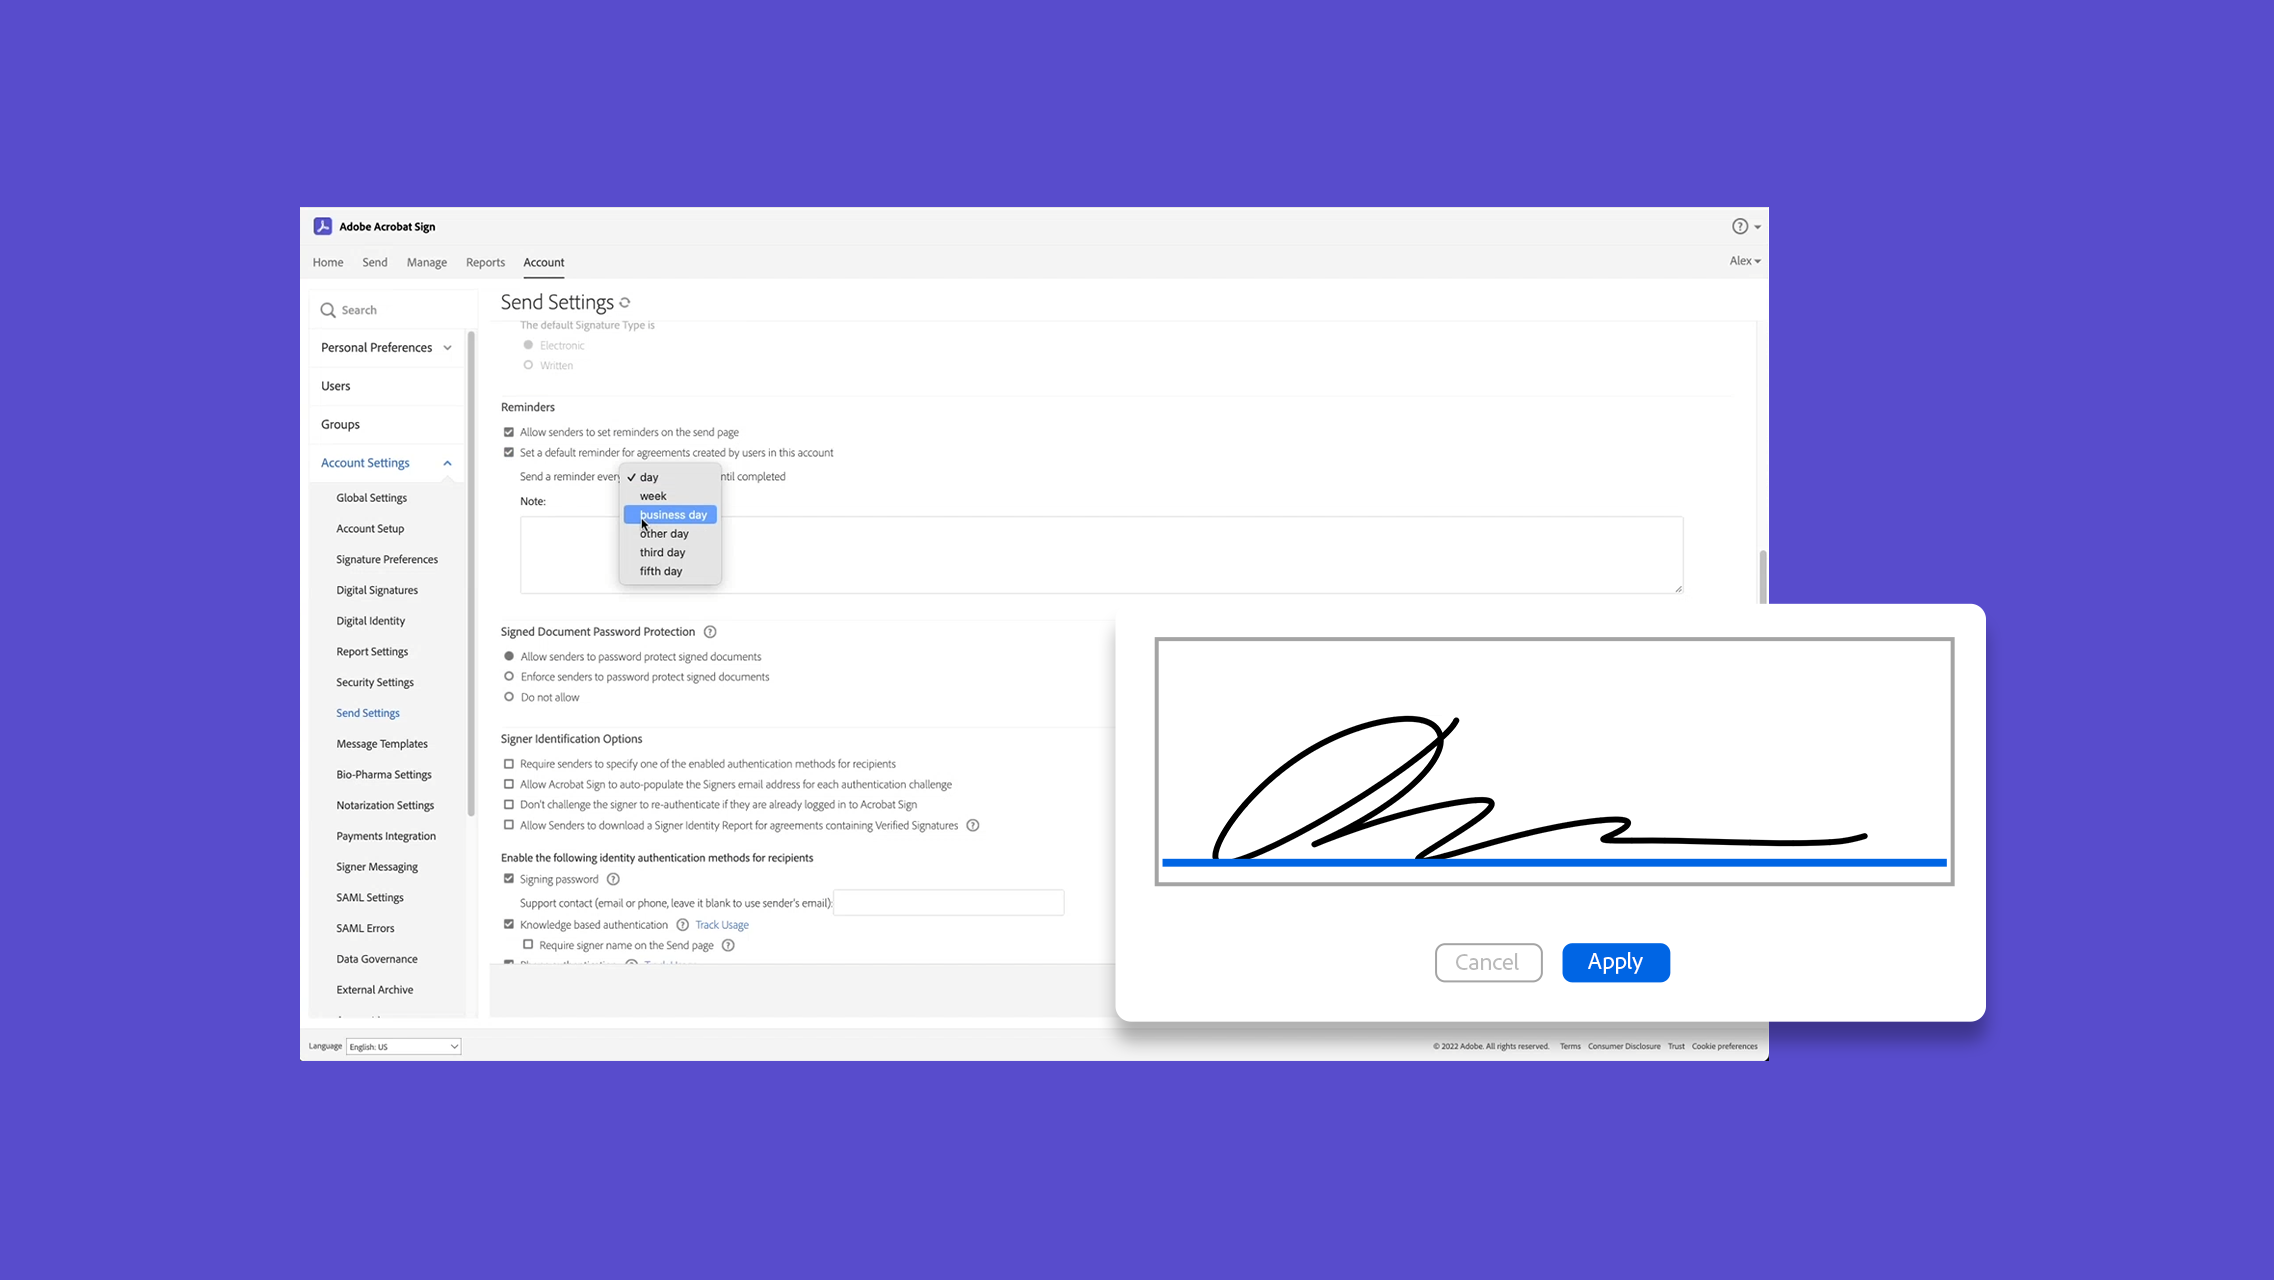 Adobe Acrobat Sign
Home Send Manage Reports Account
Alex
Search
Personal Preferences
Users
Groups
Account Settings
Global Settings
Account Setup
Signature Preferences
Digital Signatures
Digital Identity
Report Settings
Security Settings
Send Settings
Message Templates
Bio-Pharma Settings
Notarization Settings
Payments Integration
Signer Messaging
SAML Settings
SAML Errors
Data Governance
External Archive
Send Settings
The default Signature Type is
Electronic
Written
Reminders
Allow senders to set reminders on the send page
Set a default reminder for agreements created by users in this account
Send a reminder every
day
ntil completed
week
business day
other day
third day
fifth day
Note:
Signed Document Password Protection
Allow senders to password protect signed documents
Enforce senders to password protect signed documents
Do not allow
Signer Identification Options
Require senders to specify one of the enabled authentication methods for recipients
Allow Acrobat Sign to auto-populate the Signers email address for each authentication challenge
Don't challenge the signer to re-authenticate if they are already logged in to Acrobat Sign
Allow Senders to download a Signer Identity Report for agreements containing Verified Signatures
Enable the following identity authentication methods for recipients
Signing password
Support contact (email or phone, leave it blank to use sender's email):
Knowledge based authentication Track Usage
Require signer name on the Send page
Cancel Apply
Language English: US
© 2022 Adobe. All rights reserved. Terms Consumer Disclosure Trust Cookie preferences